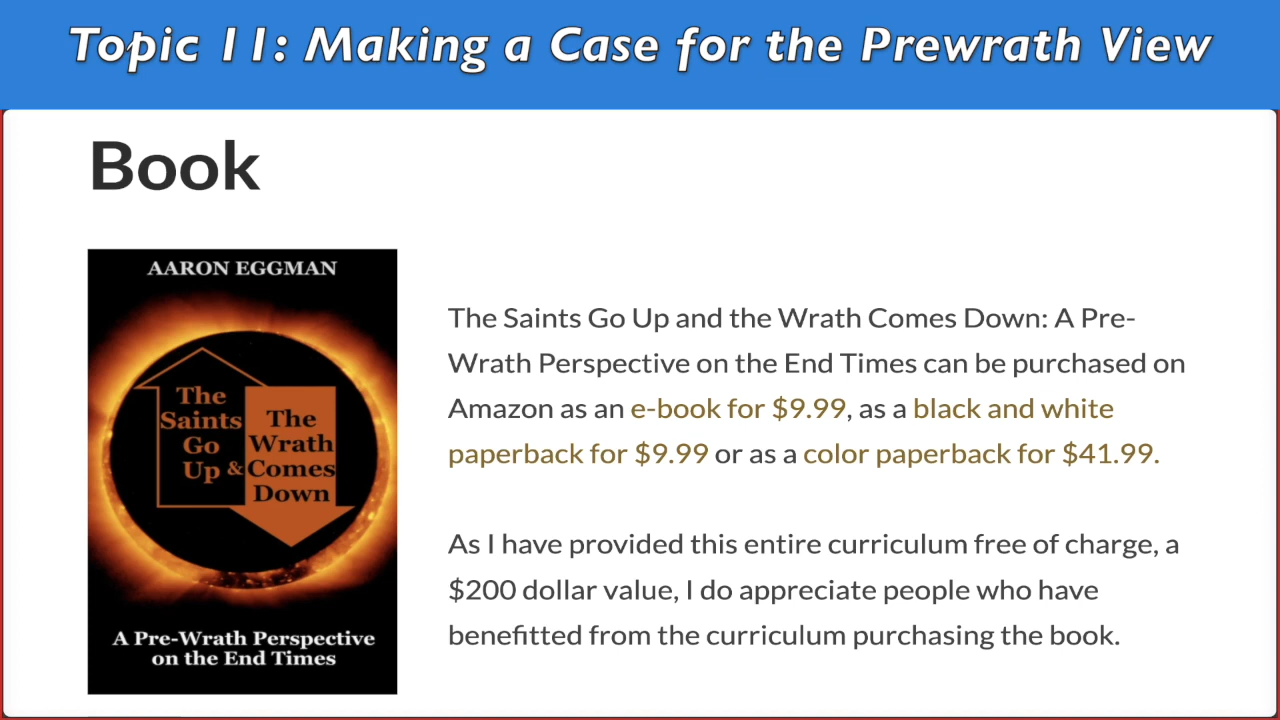 Topic 11: Making a Case for the Prewrath View
Book
AARON EGGMAN
The
Saints
Go
Up &
The
Wrath
Comes
Down
A Pre-Wrath Perspective
on the End Times
The Saints Go Up and the Wrath Comes Down: A Pre-
Wrath Perspective on the End Times can be purchased on
Amazon as an e-book for $9.99, as a black and white
paperback for $9.99 or as a color paperback for $41.99.
As I have provided this entire curriculum free of charge, a
$200 dollar value, I do appreciate people who have
benefitted from the curriculum purchasing the book.